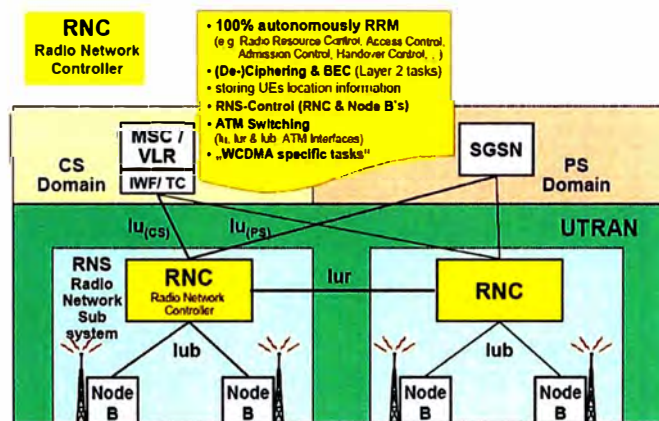 RNC
Radio Network
Controller
• 100% autonomously RRM
(e.g. Radio Resource Control, Access Control,
Admission Control, Handover Control, . . )
• (De-)Ciphering & BEC (Layer 2 tasks)
• storing UEs location information
• RNS-Control (RNC & Node B's)
• ATM Switching
(Iu, Iur & Iub ATM Interfaces)
• „WCDMA specific tasks“
CS
Domain
MSC /
VLR
IWF/ TC
SGSN
PS
Domain
Iu(CS)
Iu(PS)
UTRAN
RNS
Radio
Network
Sub
system
RNC
Radio Network
Controller
Iur
RNC
Iub
Iub
Node
B
Node
B
Node
B
Node
B